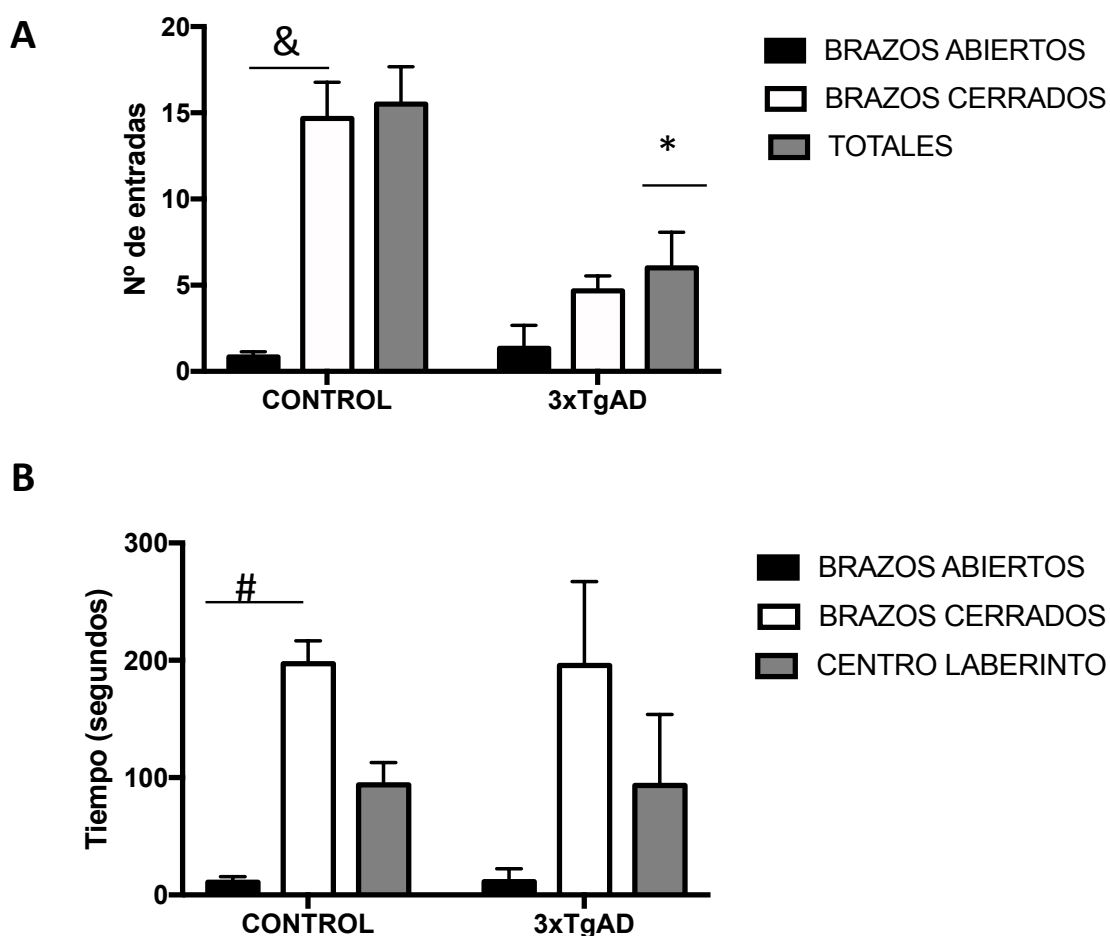 A
Nº de entradas
20
15
10
5
0
&
*
CONTROL
3xTgAD
BRAZOS ABIERTOS
BRAZOS CERRADOS
TOTALES
B
Tiempo (segundos)
300
200
100
0
#
CONTROL
3xTgAD
BRAZOS ABIERTOS
BRAZOS CERRADOS
CENTRO LABERINTO